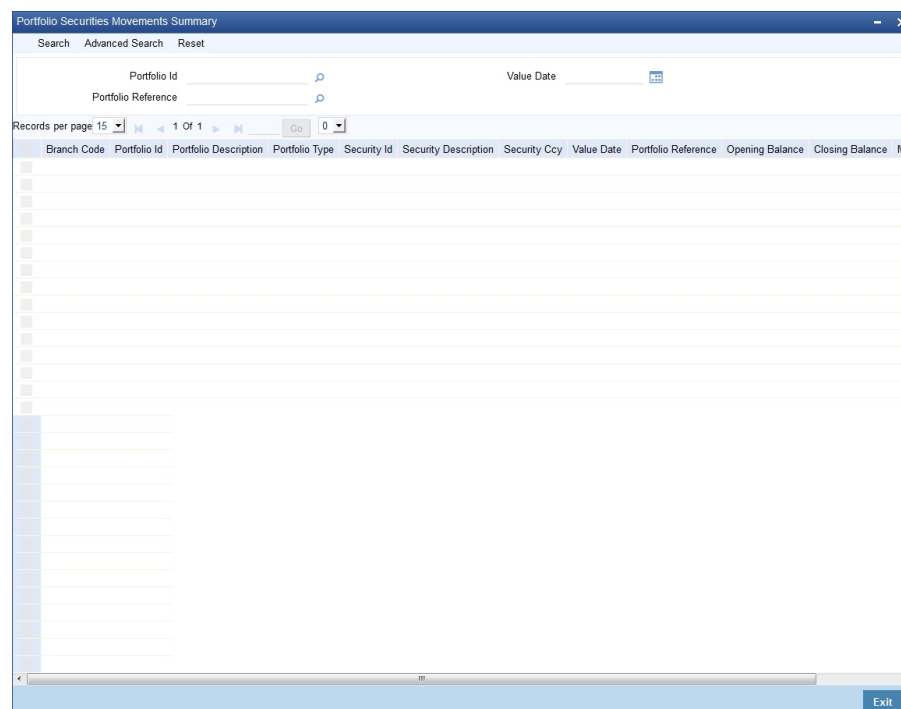 Portfolio Securities Movements Summary
Search Advanced Search Reset
Portfolio Id Value Date
Portfolio Reference
Records per page 15 1 Of 1 Go 0
Branch Code Portfolio Id Portfolio Description Portfolio Type Security Id Security Description Security Ccy Value Date Portfolio Reference Opening Balance Closing Balance
Exit